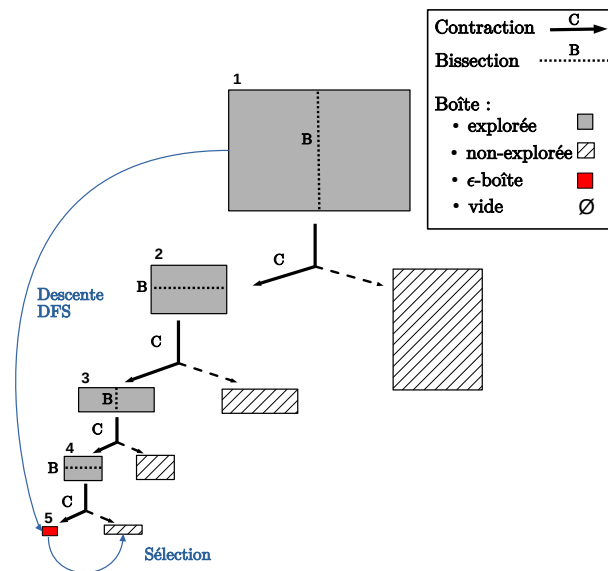 Contraction
C
Bissection
B
Boîte :
• explorée
• non-explorée
• ϵ-boîte
• vide Ø
1
B
C
2
B
Descente
DFS
C
3
B
C
4
B
C
5
Sélection